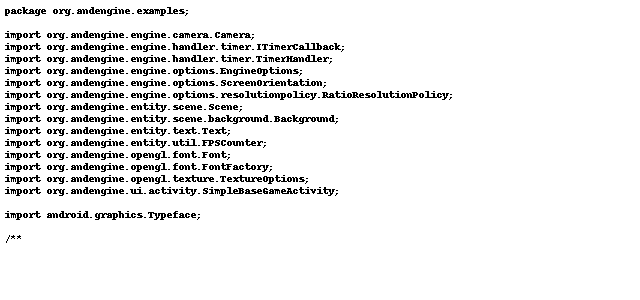 package org.andengine.examples;

import org.andengine.engine.camera.Camera;
import org.andengine.engine.handler.timer.ITimerCallback;
import org.andengine.engine.handler.timer.TimerHandler;
import org.andengine.engine.options.EngineOptions;
import org.andengine.engine.options.ScreenOrientation;
import org.andengine.engine.options.resolutionpolicy.RatioResolutionPolicy;
import org.andengine.entity.scene.Scene;
import org.andengine.entity.scene.background.Background;
import org.andengine.entity.text.Text;
import org.andengine.entity.util.FPSCounter;
import org.andengine.opengl.font.Font;
import org.andengine.opengl.font.FontFactory;
import org.andengine.opengl.texture.TextureOptions;
import org.andengine.ui.activity.SimpleBaseGameActivity;

import android.graphics.Typeface;

/**